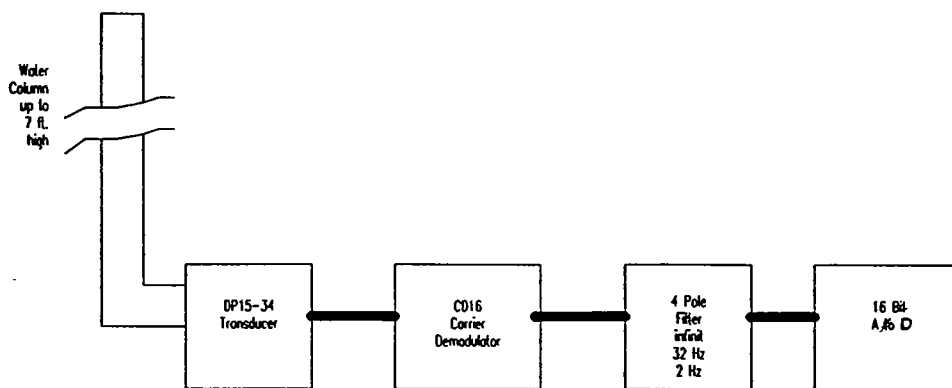 Water
Column
up to
7 ft.
high
DP15-34
Transducer
CD16
Carrier
Demodulator
4 Pole
Filter
infinit
32 Hz
2 Hz
16 Bit
D